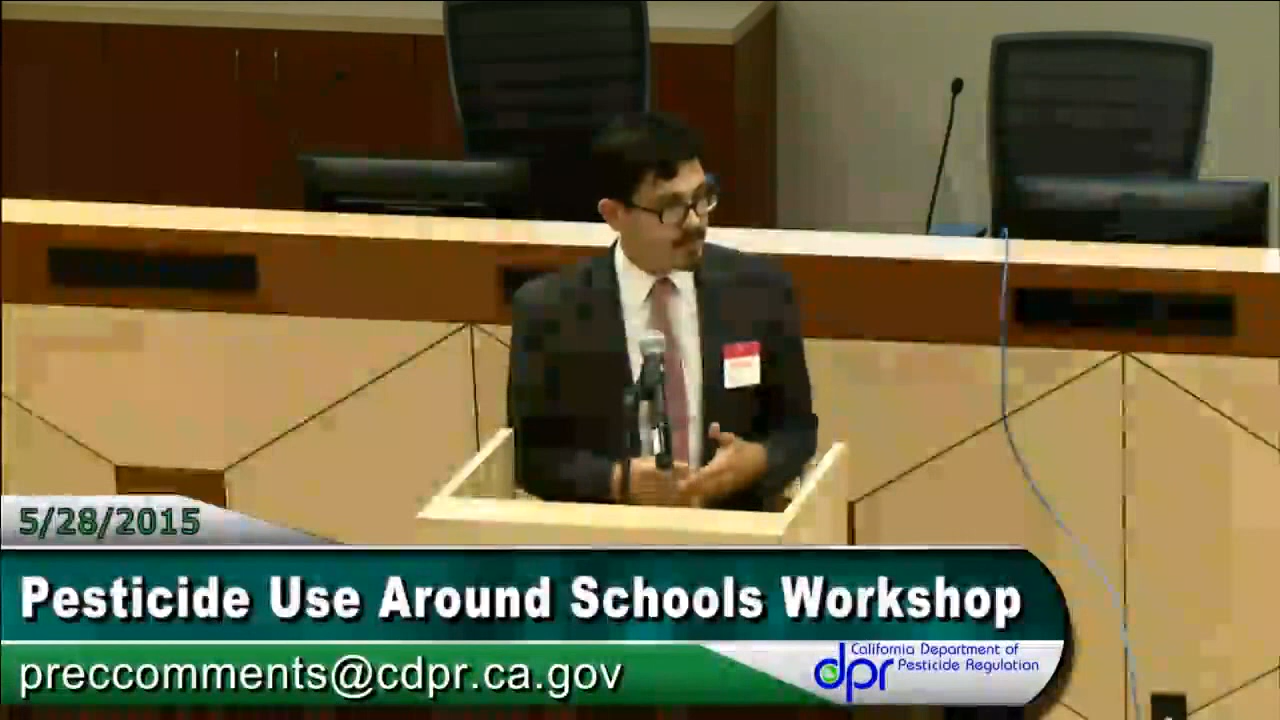 5/28/2015
Pesticide Use Around Schools Workshop
preccomments@cdpr.ca.gov
dpr
California Department of
Pesticide Regulation